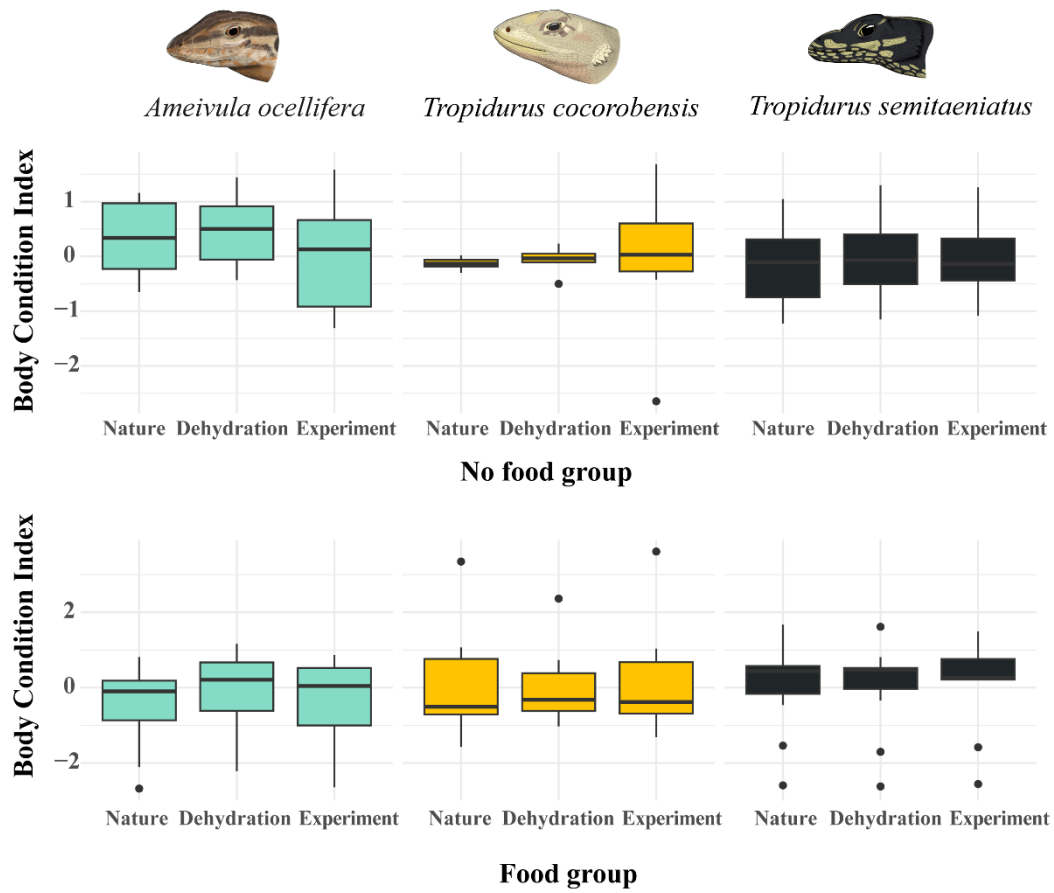 Ameivula ocellifera Tropidurus cocorobensis Tropidurus semitaeniatus
Body Condition Index
1
0
−1
−2
Nature Dehydration Experiment Nature Dehydration Experiment Nature Dehydration Experiment
No food group
Body Condition Index
2
0
−2
Nature Dehydration Experiment Nature Dehydration Experiment Nature Dehydration Experiment
Food group